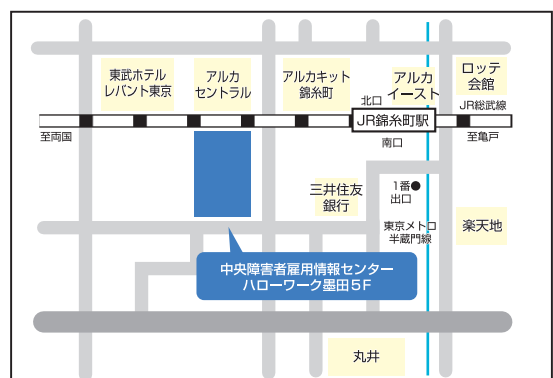 東武ホテル
レバント東京
アルカ
セントラル
アルカキット
錦糸町
アルカ
イースト
ロッテ
会館
北口
JR総武線
JR錦糸町駅
至両国
南口
至亀戸
三井住友
銀行
1番●
出口
東京メトロ
半蔵門線
楽天地
中央障害者雇用情報センター
ハローワーク墨田5F
丸井